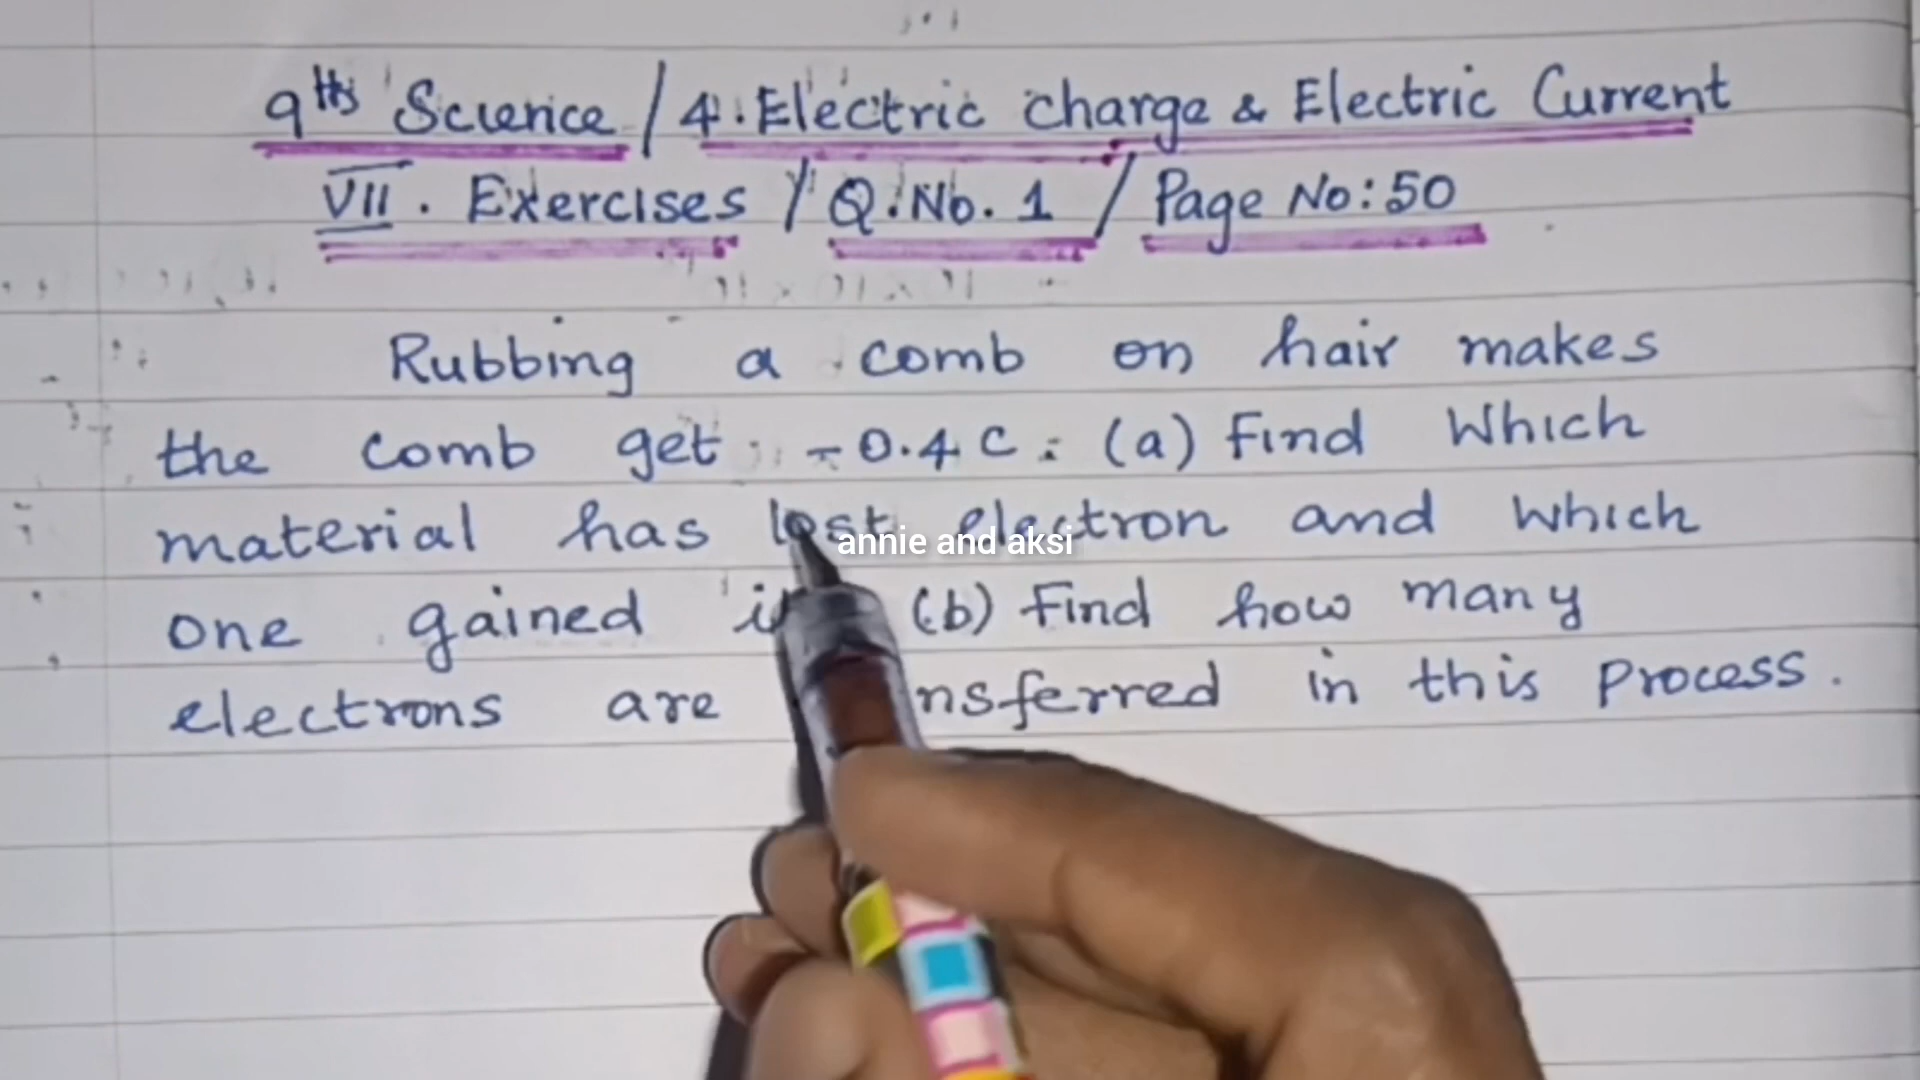 9th Science / 4. Electric charge & Electric Current
VII. Exercises / Q.No. 1 / Page No: 50
Rubbing a comb on hair makes
the comb get -0.4 C. (a) Find Which
material has lost electron and which
one gained (b) Find how many
electrons are nsferred in this process.
annie and aksi